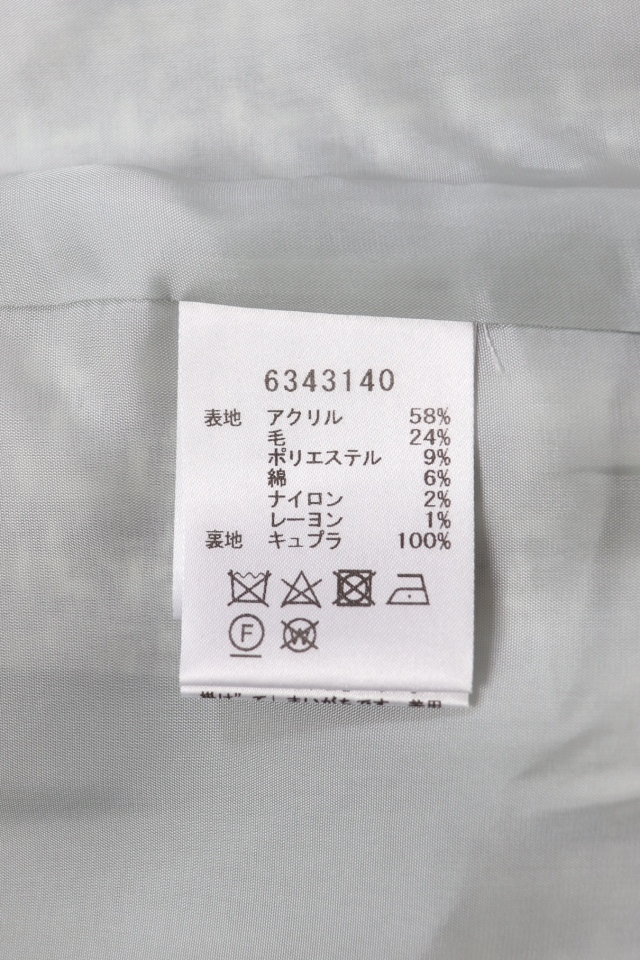 6343140
表地 アクリル 58%
毛 24%
ポリエステル 9%
綿 6%
ナイロン 2%
レーヨン 1%
裏地 キュプラ 100%
F W